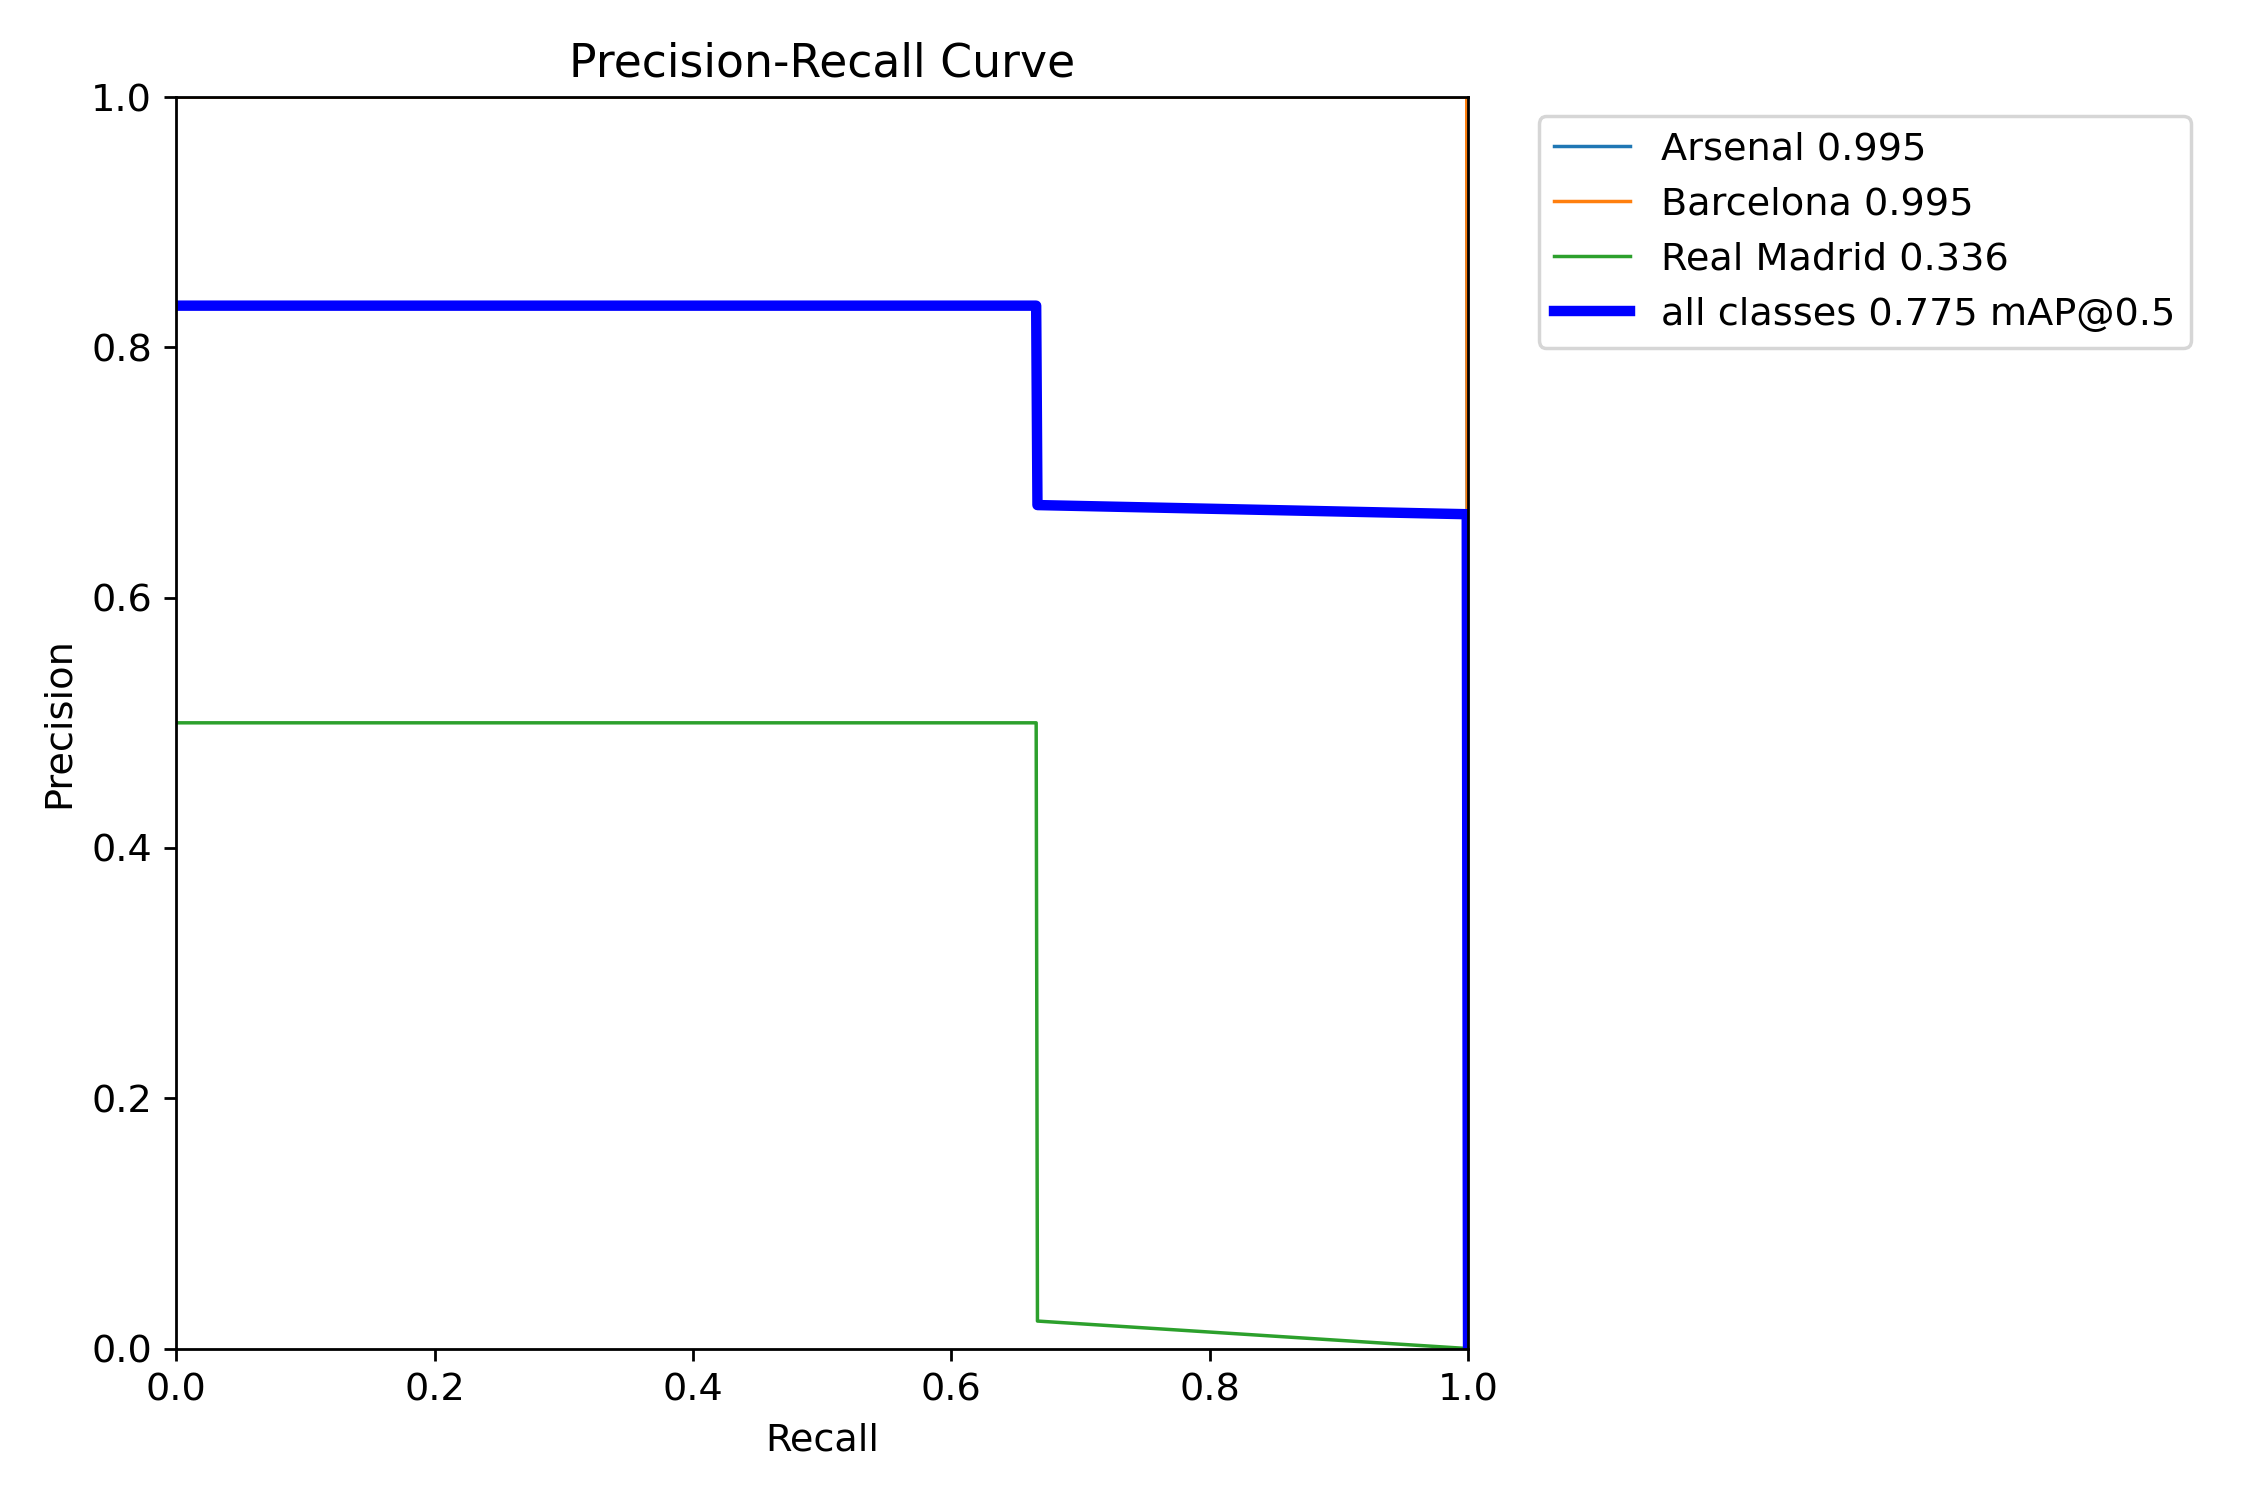 Precision-Recall Curve
1.0
0.8
0.6
0.4
0.2
0.0
Precision
0.0 0.2 0.4 0.6 0.8 1.0
Recall
Arsenal 0.995
Barcelona 0.995
Real Madrid 0.336
all classes 0.775 mAP@0.5